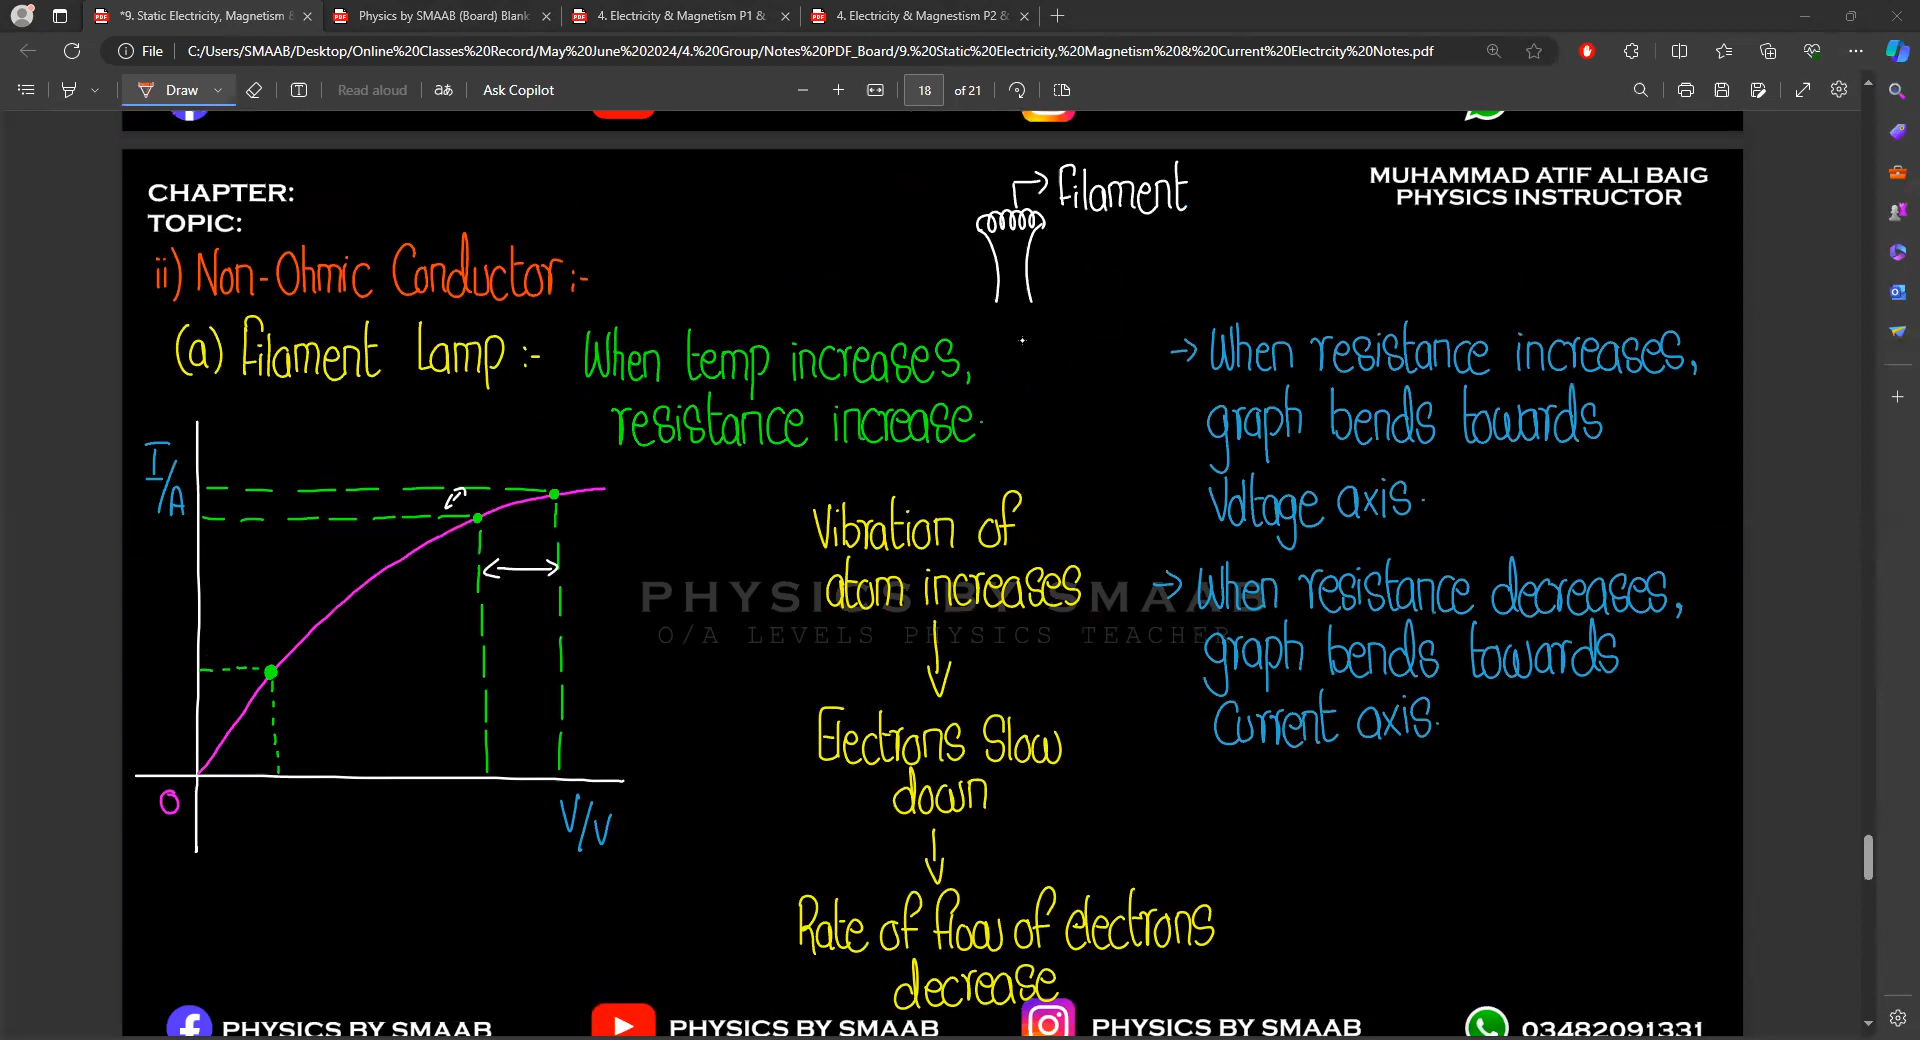 *9. Static Electricity, Magnetism &
Physics by SMAAB (Board) Blank
4. Electricity & Magnetism P1 &
4. Electricity & Magnestism P2 &
File
C:/Users/SMAAB/Desktop/Online%20Classes%20Record/May%20June%202024/4.%20Group/Notes%20PDF_Board/9.%20Static%20Electricity,%20Magnetism%20&%20Current%20Electrcity%20Notes.pdf
Draw
Read aloud
aあ
Ask Copilot
18
of 21
CHAPTER:
TOPIC:
Filament
MUHAMMAD ATIF ALI BAIG
PHYSICS INSTRUCTOR
ii) Non-Ohmic Conductor:-
(a) Filament Lamp:-
When temp increases,
resistance increase.
→ When resistance increases,
graph bends towards
Voltage axis.
I/A
O
V/V
Vibration of
atom increases
Electrons Slow
down
Rate of flow of electrons
decrease
→ When resistance decreases,
graph bends towards
Current axis.
PHYSICS BY SMAAB
O/A LEVELS PHYSICS TEACHER
PHYSICS BY SMAAB
PHYSICS BY SMAAB
PHYSICS BY SMAAB
03482091331